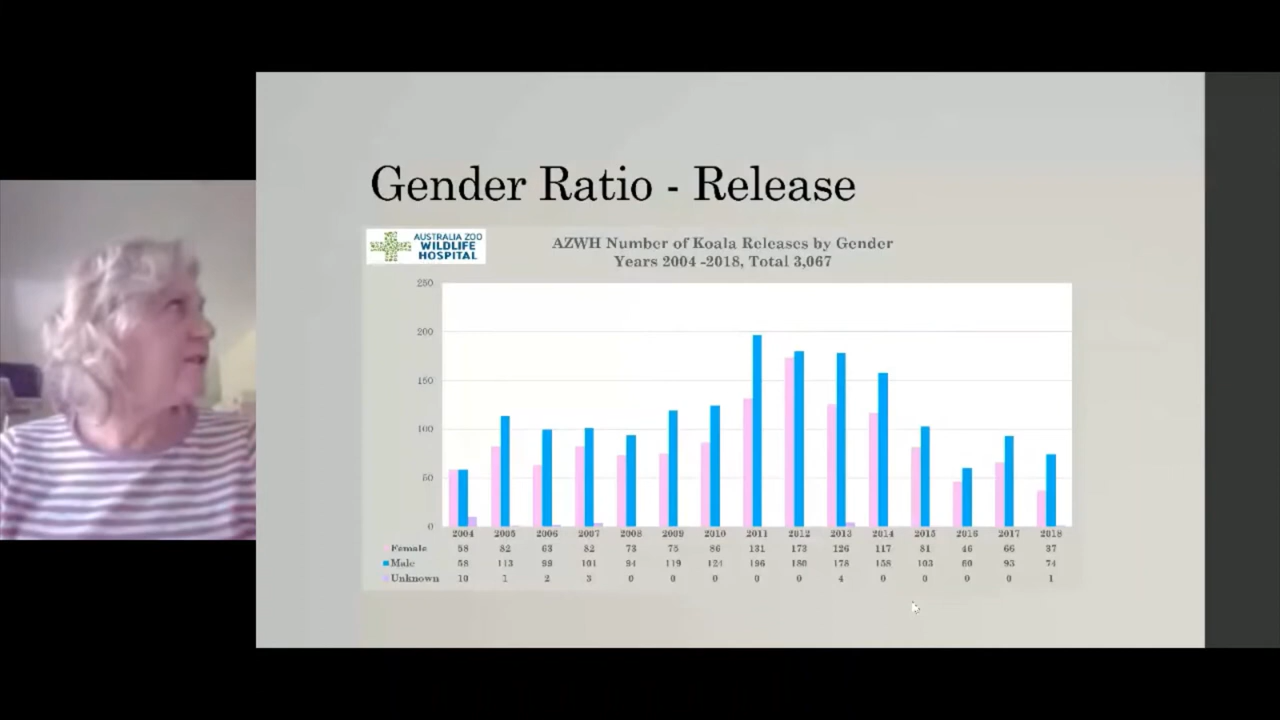 Gender Ratio - Release
AUSTRALIA ZOO
WILDLIFE
HOSPITAL
AZWH Number of Koala Releases by Gender
Years 2004 -2018, Total 3,067
250
200
150
100
50
0
2004 2005 2006 2007 2008 2009 2010 2011 2012 2013 2014 2015 2016 2017 2018
Female 58 82 63 82 73 75 86 131 173 126 117 81 46 66 37
Male 58 113 99 101 94 119 124 196 180 178 158 103 60 93 74
Unknown 10 1 2 3 0 0 0 0 0 4 0 0 0 0 1